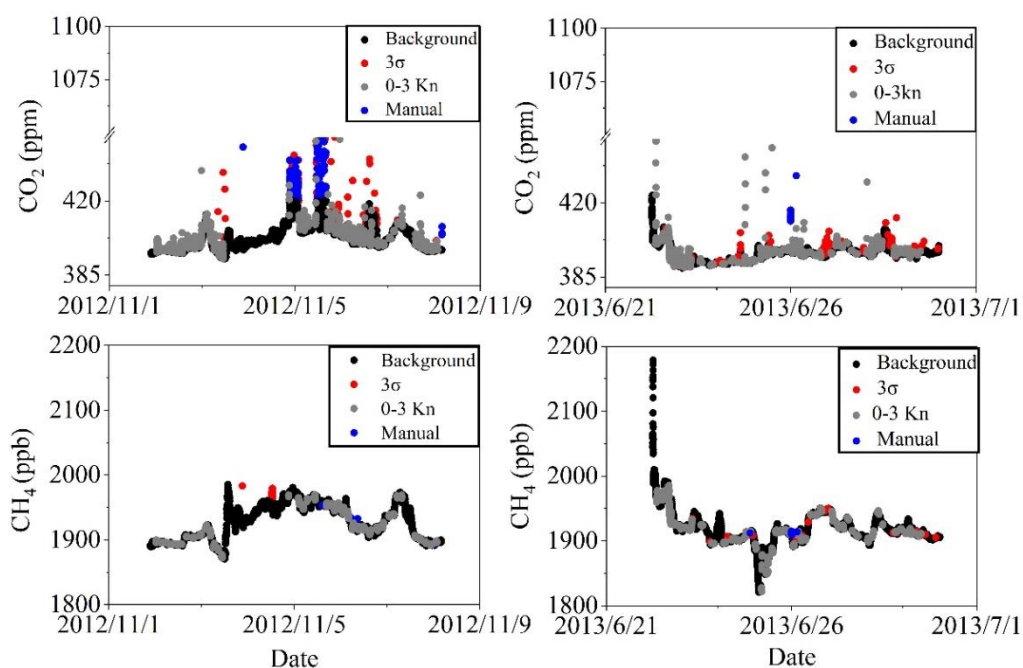 1100
Background
3σ
0-3 Kn
Manual
1075
CO2 (ppm)
420
385
2012/11/1
2012/11/5
2012/11/9
1100
Background
3σ
0-3kn
Manual
1075
CO2 (ppm)
420
385
2013/6/21
2013/6/26
2013/7/1
2200
Background
3σ
0-3 Kn
Manual
2100
CH4 (ppb)
2000
1900
1800
2012/11/1
2012/11/5
2012/11/9
Date
2200
Background
3σ
0-3 Kn
Manual
2100
CH4 (ppb)
2000
1900
1800
2013/6/21
2013/6/26
2013/7/1
Date